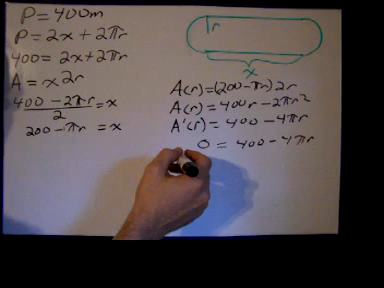 P = 400m
P = 2x + 2πr
400 = 2x + 2πr
A = x 2r
400 - 2πr / 2 = x
200 - πr = x
r
x
A(r) = (200 - πr) 2r
A(r) = 400r - 2πr²
A'(r) = 400 - 4πr
0 = 400 - 4πr